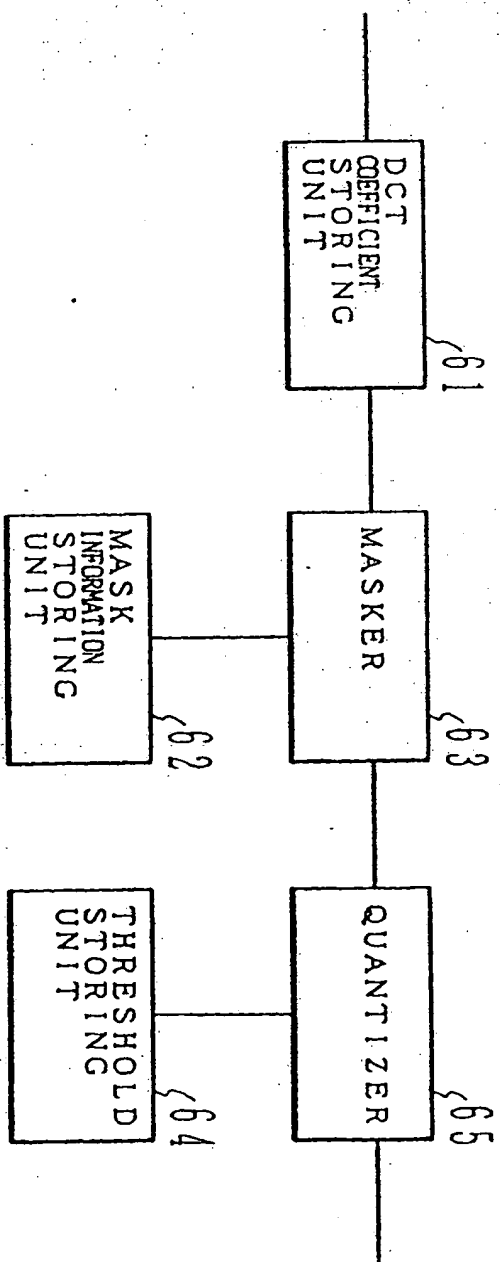 61
DCT
COEFFICIENT
STORING
UNIT
63
MASKER
65
QUANTIZER
62
MASK
INFORMATION
STORING
UNIT
64
THRESHOLD
STORING
UNIT